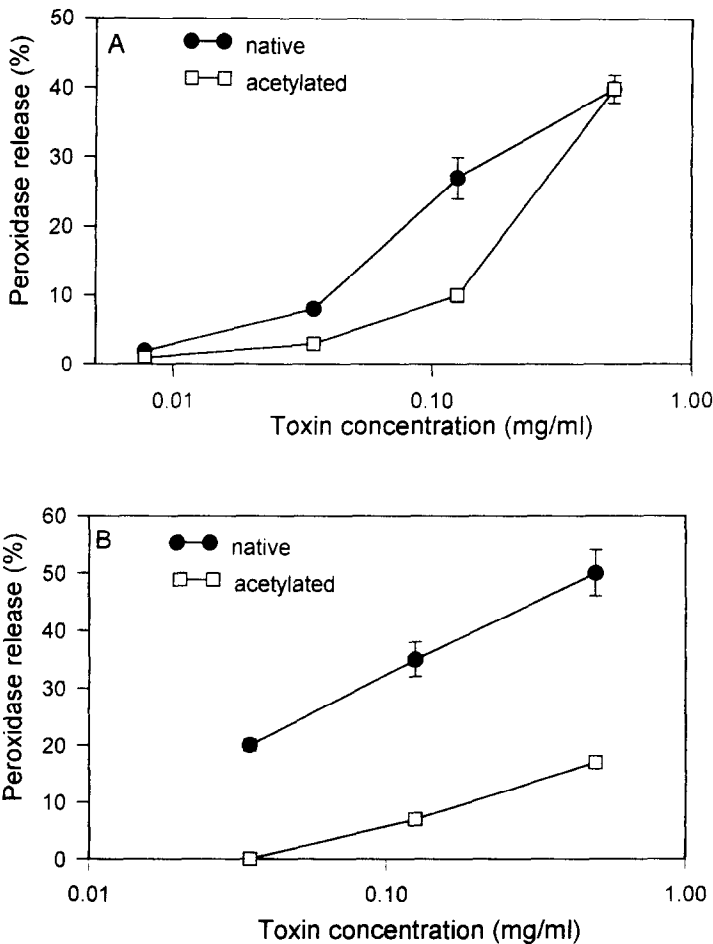 A
native
acetylated
Peroxidase release (%)
50
40
30
20
10
0
0.01
0.10
1.00
Toxin concentration (mg/ml)
B
native
acetylated
Peroxidase release (%)
60
50
40
30
20
10
0
0.01
0.10
1.00
Toxin concentration (mg/ml)